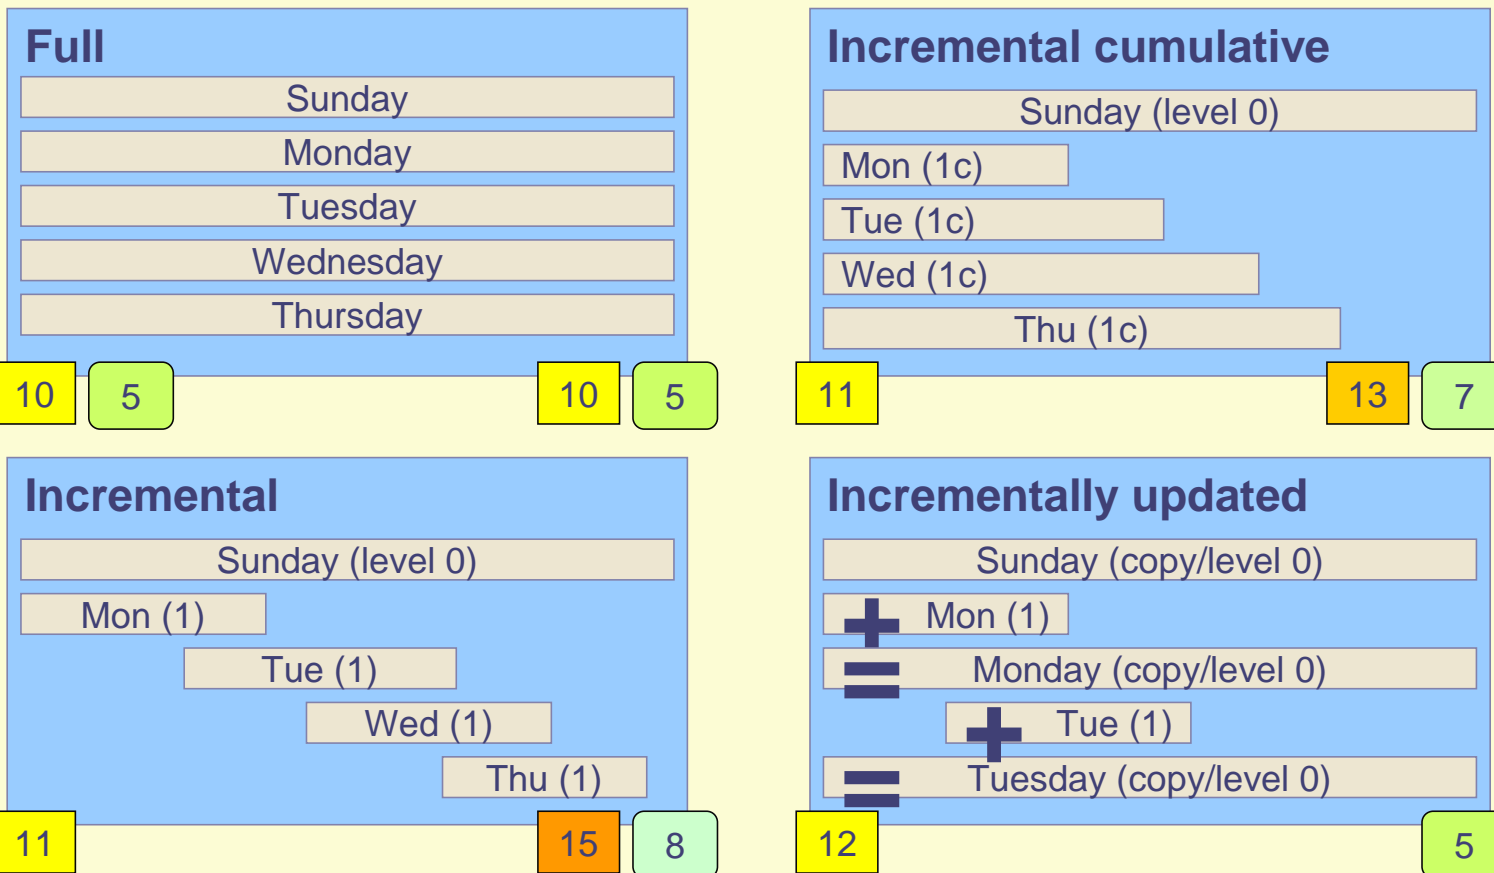 Full
Sunday
Monday
Tuesday
Wednesday
Thursday
10 5 10 5
Incremental cumulative
Sunday (level 0)
Mon (1c)
Tue (1c)
Wed (1c)
Thu (1c)
11 13 7
Incremental
Sunday (level 0)
Mon (1)
Tue (1)
Wed (1)
Thu (1)
11 15 8
Incrementally updated
Sunday (copy/level 0)
+ Mon (1)
= Monday (copy/level 0)
+ Tue (1)
= Tuesday (copy/level 0)
12 5